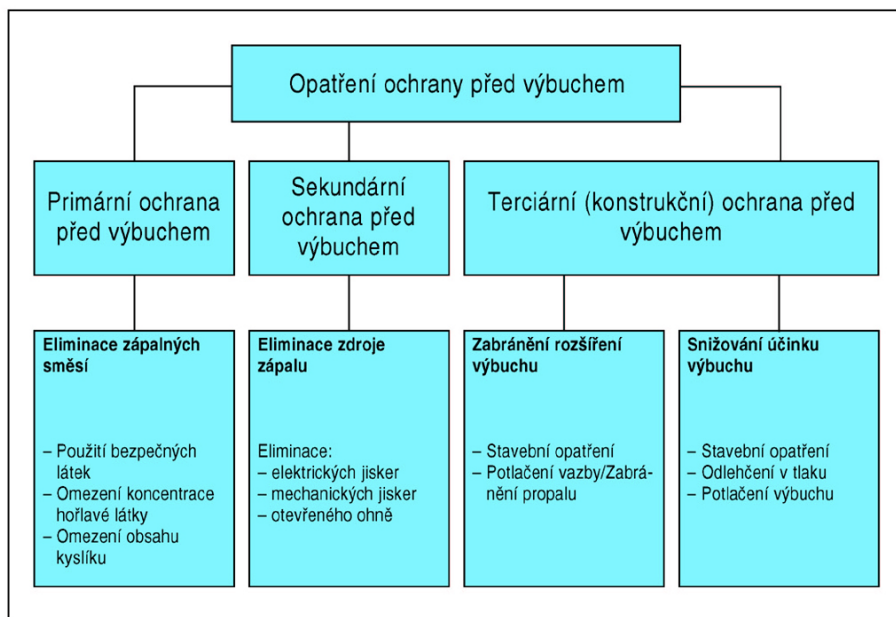 Opatření ochrany před výbuchem
Primární ochrana
před výbuchem
Sekundární
ochrana před
výbuchem
Terciární (konstrukční) ochrana před
výbuchem
Eliminace zápalných
směsí
– Použití bezpečných
látek
– Omezení koncentrace
hořlavé látky
– Omezení obsahu
kyslíku
Eliminace zdroje
zápalu
Eliminace:
– elektrických jisker
– mechanických jisker
– otevřeného ohně
Zabránění rozšíření
výbuchu
– Stavební opatření
– Potlačení vazby/Zabrá-
nění propalu
Snižování účinku
výbuchu
– Stavební opatření
– Odlehčení v tlaku
– Potlačení výbuchu